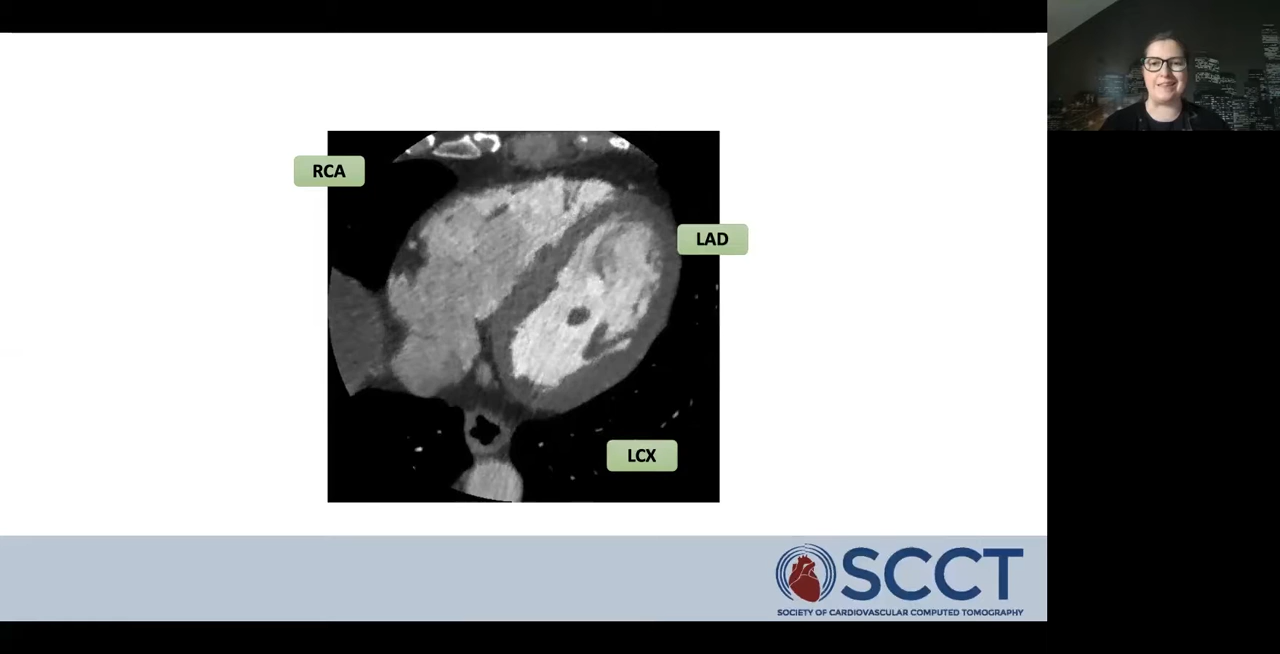 RCA
LAD
LCX
SCCT
SOCIETY OF CARDIOVASCULAR COMPUTED TOMOGRAPHY